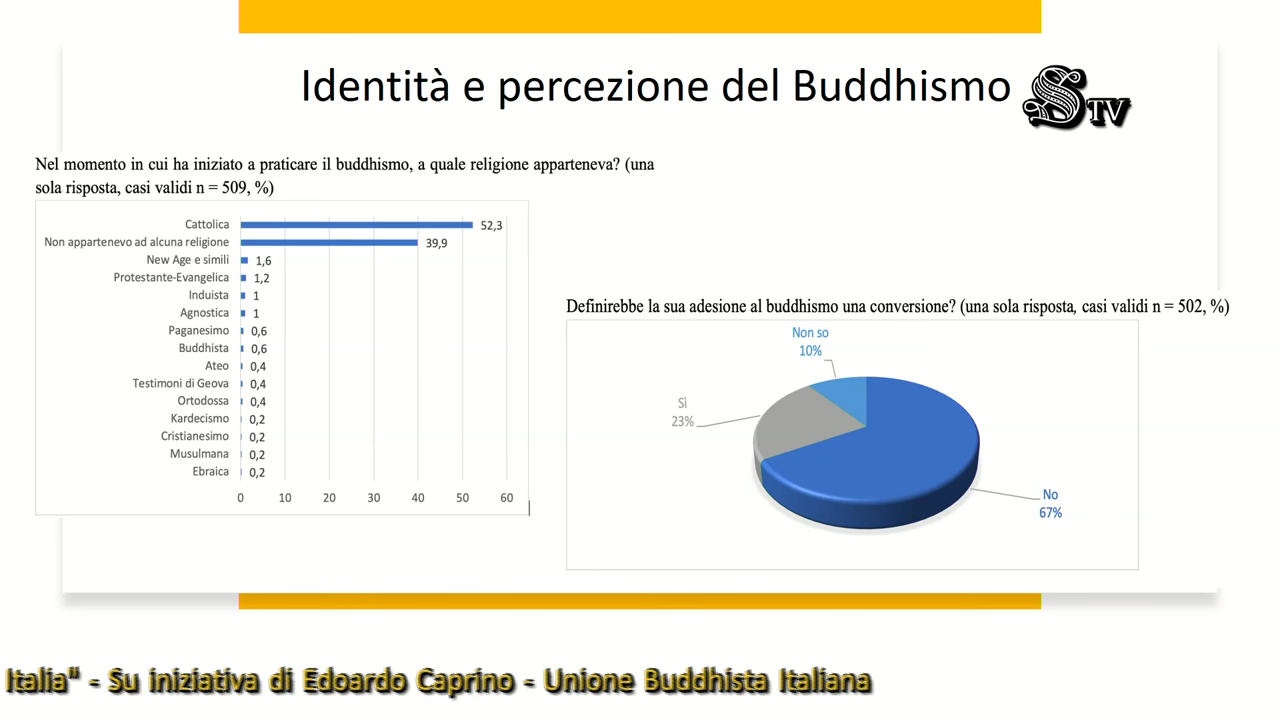 Identità e percezione del Buddhismo
S TV
Nel momento in cui ha iniziato a praticare il buddhismo, a quale religione apparteneva? (una
sola risposta, casi validi n = 509, %)
Cattolica 52,3
Non appartenevo ad alcuna religione 39,9
New Age e simili 1,6
Protestante-Evangelica 1,2
Induista 1
Agnostica 1
Paganesimo 0,6
Buddhista 0,6
Ateo 0,4
Testimoni di Geova 0,4
Ortodossa 0,4
Kardecismo 0,2
Cristianesimo 0,2
Musulmana 0,2
Ebraica 0,2
0 10 20 30 40 50 60
Definirebbe la sua adesione al buddhismo una conversione? (una sola risposta, casi validi n = 502, %)
Non so
10%
Sì
23%
No
67%
Italia" - Su iniziativa di Edoardo Caprino - Unione Buddhista Italiana